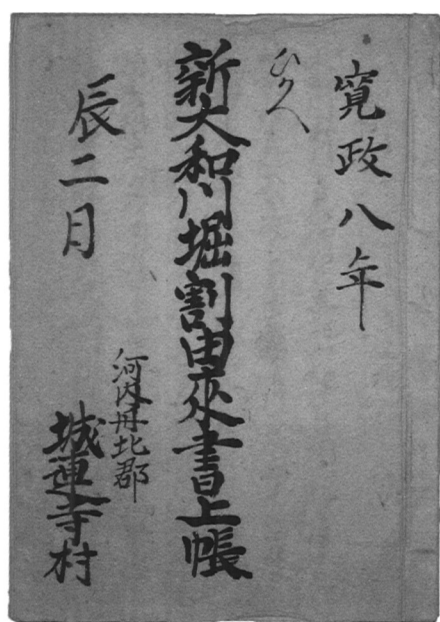 寛政八年
ひかへ
新大和川堀割由来書上帳
辰二月
河内丹北郡
城連寺村